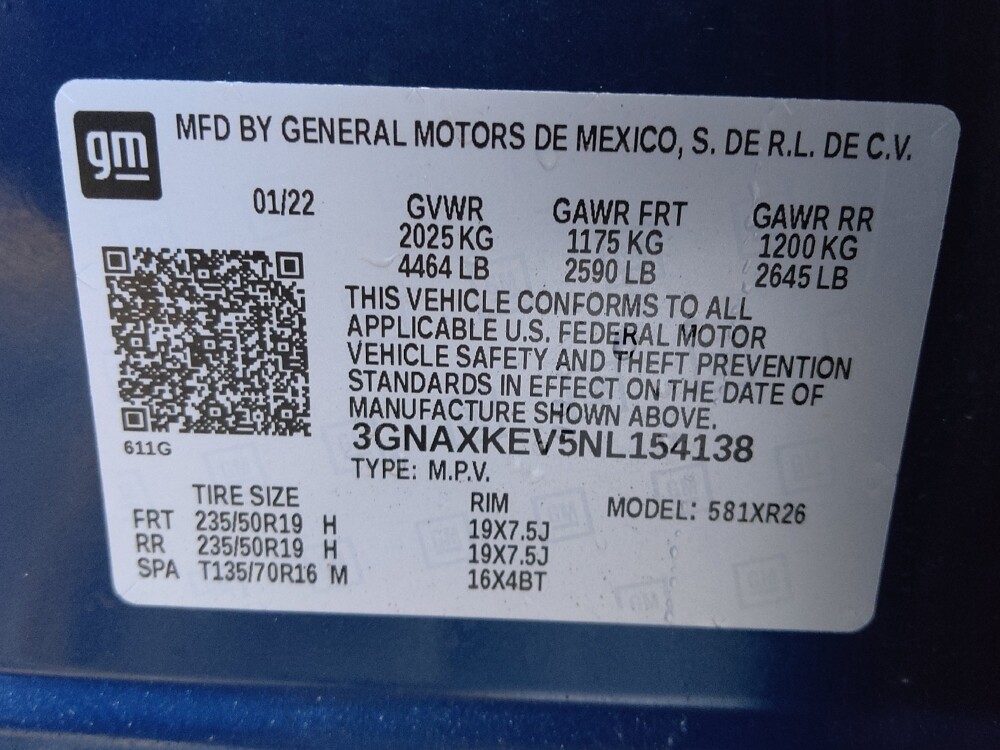 gm
MFD BY GENERAL MOTORS DE MEXICO, S. DE R.L. DE C.V.
01/22 GVWR GAWR FRT GAWR RR
2025 KG 1175 KG 1200 KG
4464 LB 2590 LB 2645 LB
THIS VEHICLE CONFORMS TO ALL
APPLICABLE U.S. FEDERAL MOTOR
VEHICLE SAFETY AND THEFT PREVENTION
STANDARDS IN EFFECT ON THE DATE OF
MANUFACTURE SHOWN ABOVE.
3GNAXKEV5NL154138
611G
TYPE: M.P.V.
TIRE SIZE RIM MODEL: 581XR26
FRT 235/50R19 H 19X7.5J
RR 235/50R19 H 19X7.5J
SPA T135/70R16 M 16X4BT